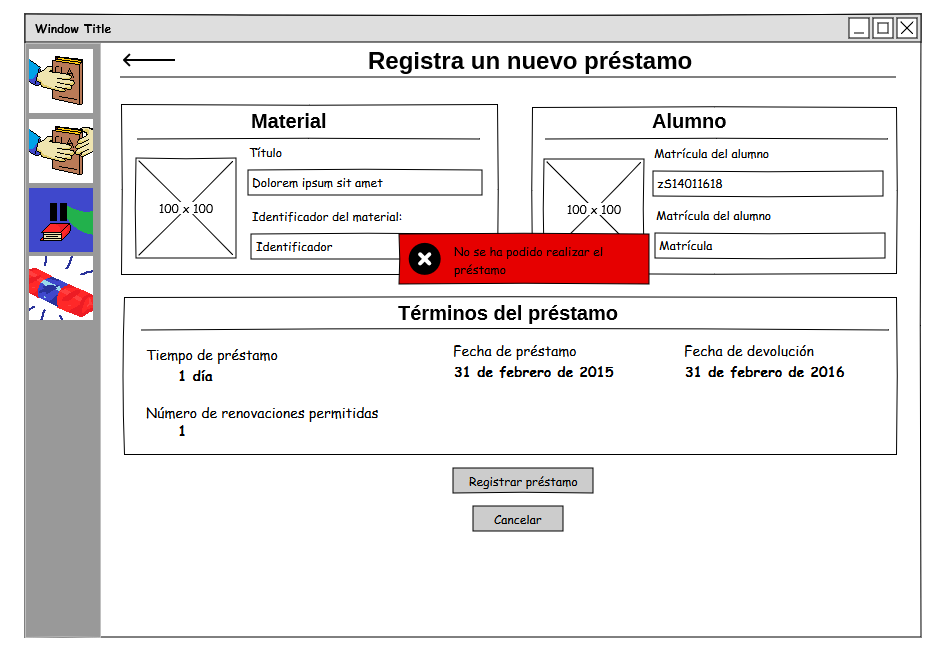 Window Title
Registra un nuevo préstamo
Material
Título
Dolorem ipsum sit amet
100 x 100
Identificador del material:
Identificador
Alumno
Matrícula del alumno
zS14011618
100 x 100
Matrícula del alumno
Matrícula
No se ha podido realizar el
préstamo
Términos del préstamo
Tiempo de préstamo
1 día
Fecha de préstamo
31 de febrero de 2015
Fecha de devolución
31 de febrero de 2016
Número de renovaciones permitidas
1
Registrar préstamo
Cancelar